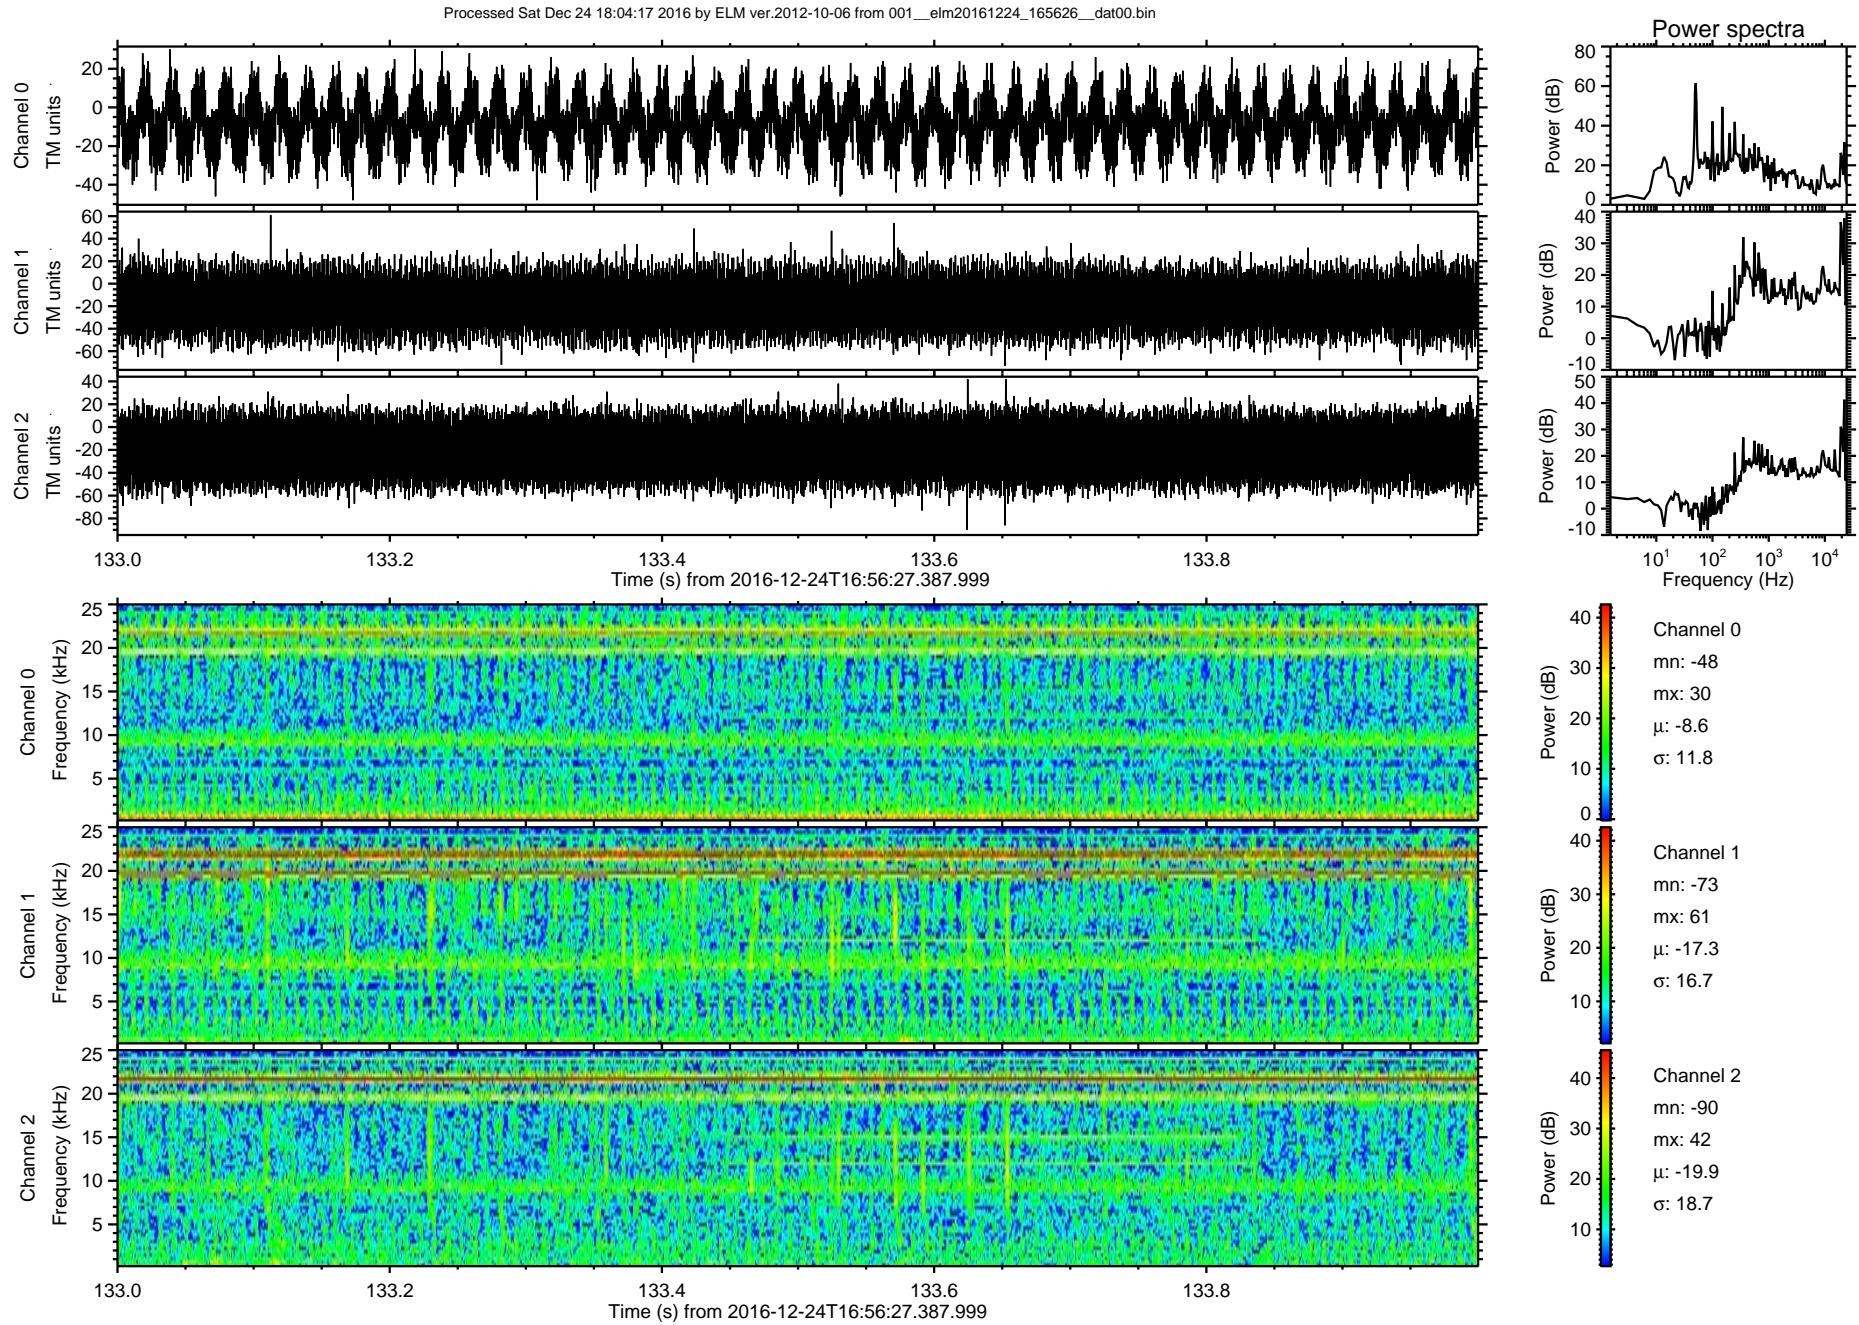 Processed Sat Dec 24 18:04:17 2016 by ELM ver.2012-10-06 from 001__elm20161224_165626__dat00.bin
Power spectra
Channel 0
TM units
20
0
-20
-40
Power (dB)
80
60
40
20
0
Channel 1
TM units
60
40
20
0
-20
-40
-60
Power (dB)
40
30
20
10
0
-10
Channel 2
TM units
40
20
0
-20
-40
-60
-80
Power (dB)
50
40
30
20
10
0
-10
133.0 133.2 133.4 133.6 133.8
Time (s) from 2016-12-24T16:56:27.387.999
10¹ 10² 10³ 10⁴
Frequency (Hz)
Channel 0
Frequency (kHz)
25
20
15
10
5
Power (dB)
40
30
20
10
0
Channel 0
mn: -48
mx: 30
μ: -8.6
σ: 11.8
Channel 1
Frequency (kHz)
25
20
15
10
5
Power (dB)
40
30
20
10
Channel 1
mn: -73
mx: 61
μ: -17.3
σ: 16.7
Channel 2
Frequency (kHz)
25
20
15
10
5
Power (dB)
40
30
20
10
Channel 2
mn: -90
mx: 42
μ: -19.9
σ: 18.7
133.0 133.2 133.4 133.6 133.8
Time (s) from 2016-12-24T16:56:27.387.999